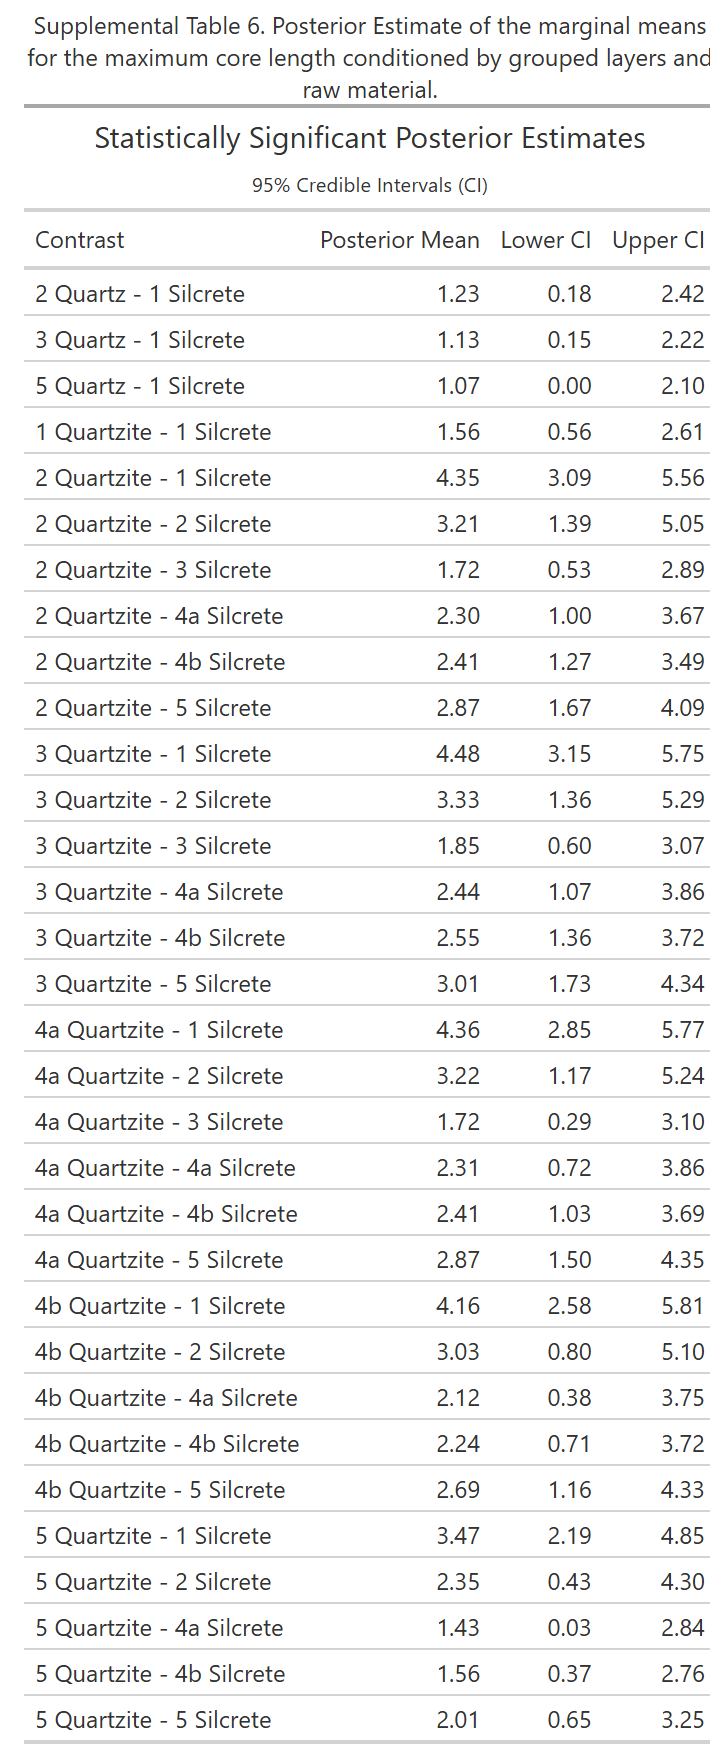 Supplemental Table 6. Posterior Estimate of the marginal means
for the maximum core length conditioned by grouped layers and
raw material.
Statistically Significant Posterior Estimates
95% Credible Intervals (CI)
Contrast Posterior Mean Lower CI Upper CI
2 Quartz - 1 Silcrete 1.23 0.18 2.42
3 Quartz - 1 Silcrete 1.13 0.15 2.22
5 Quartz - 1 Silcrete 1.07 0.00 2.10
1 Quartzite - 1 Silcrete 1.56 0.56 2.61
2 Quartzite - 1 Silcrete 4.35 3.09 5.56
2 Quartzite - 2 Silcrete 3.21 1.39 5.05
2 Quartzite - 3 Silcrete 1.72 0.53 2.89
2 Quartzite - 4a Silcrete 2.30 1.00 3.67
2 Quartzite - 4b Silcrete 2.41 1.27 3.49
2 Quartzite - 5 Silcrete 2.87 1.67 4.09
3 Quartzite - 1 Silcrete 4.48 3.15 5.75
3 Quartzite - 2 Silcrete 3.33 1.36 5.29
3 Quartzite - 3 Silcrete 1.85 0.60 3.07
3 Quartzite - 4a Silcrete 2.44 1.07 3.86
3 Quartzite - 4b Silcrete 2.55 1.36 3.72
3 Quartzite - 5 Silcrete 3.01 1.73 4.34
4a Quartzite - 1 Silcrete 4.36 2.85 5.77
4a Quartzite - 2 Silcrete 3.22 1.17 5.24
4a Quartzite - 3 Silcrete 1.72 0.29 3.10
4a Quartzite - 4a Silcrete 2.31 0.72 3.86
4a Quartzite - 4b Silcrete 2.41 1.03 3.69
4a Quartzite - 5 Silcrete 2.87 1.50 4.35
4b Quartzite - 1 Silcrete 4.16 2.58 5.81
4b Quartzite - 2 Silcrete 3.03 0.80 5.10
4b Quartzite - 4a Silcrete 2.12 0.38 3.75
4b Quartzite - 4b Silcrete 2.24 0.71 3.72
4b Quartzite - 5 Silcrete 2.69 1.16 4.33
5 Quartzite - 1 Silcrete 3.47 2.19 4.85
5 Quartzite - 2 Silcrete 2.35 0.43 4.30
5 Quartzite - 4a Silcrete 1.43 0.03 2.84
5 Quartzite - 4b Silcrete 1.56 0.37 2.76
5 Quartzite - 5 Silcrete 2.01 0.65 3.25